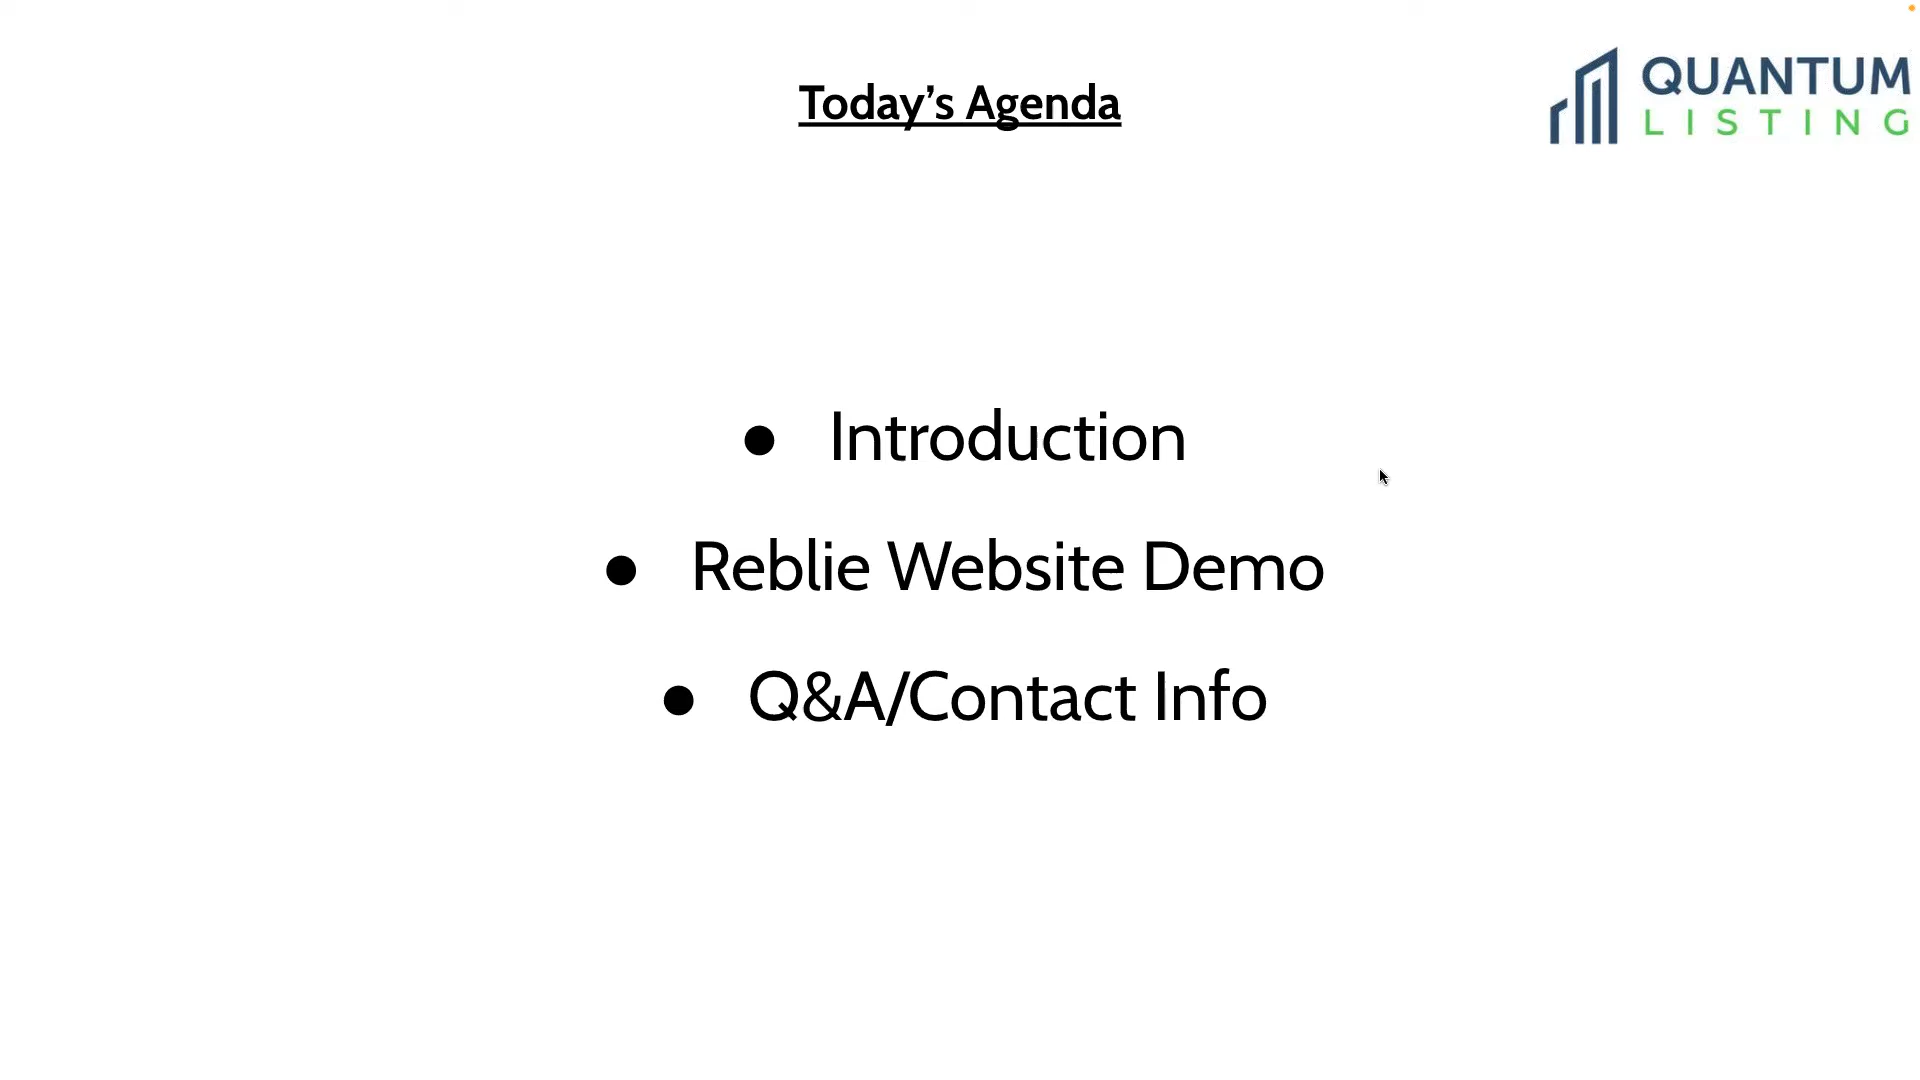 Today’s Agenda
QUANTUM
LISTING
● Introduction
● Reblie Website Demo
● Q&A/Contact Info